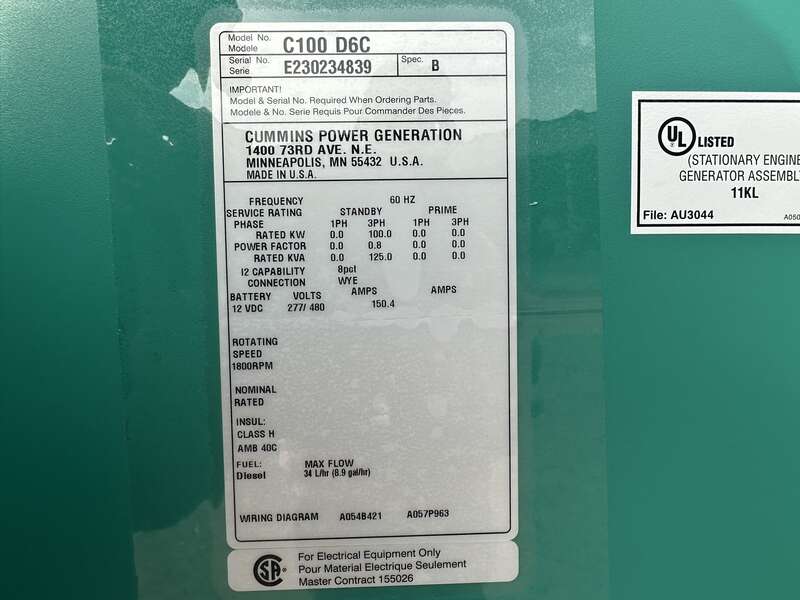 Model No.
Modele
C100 D6C
Serial No.
Serie
E230234839
Spec.
B
IMPORTANT!
Model & Serial No. Required When Ordering Parts.
Modele & No. Serie Requis Pour Commander Des Pieces.
CUMMINS POWER GENERATION
1400 73RD AVE. N.E.
MINNEAPOLIS, MN 55432 U.S.A.
MADE IN U.S.A.
FREQUENCY 60 HZ
SERVICE RATING STANDBY PRIME
PHASE 1PH 3PH 1PH 3PH
RATED KW 0.0 100.0 0.0 0.0
POWER FACTOR 0.0 0.8 0.0 0.0
RATED KVA 0.0 125.0 0.0 0.0
I2 CAPABILITY 8pct
CONNECTION WYE
BATTERY VOLTS AMPS AMPS
12 VDC 277/ 480 150.4
ROTATING
SPEED
1800RPM
NOMINAL
RATED
INSUL:
CLASS H
AMB 40C
FUEL: MAX FLOW
Diesel 34 L/hr (8.9 gal/hr)
WIRING DIAGRAM A054B421 A057P963
CSA
For Electrical Equipment Only
Pour Material Electrique Seulement
Master Contract 155026
UL LISTED
(STATIONARY ENGINE
GENERATOR ASSEMBLY
11KL
File: AU3044 A050